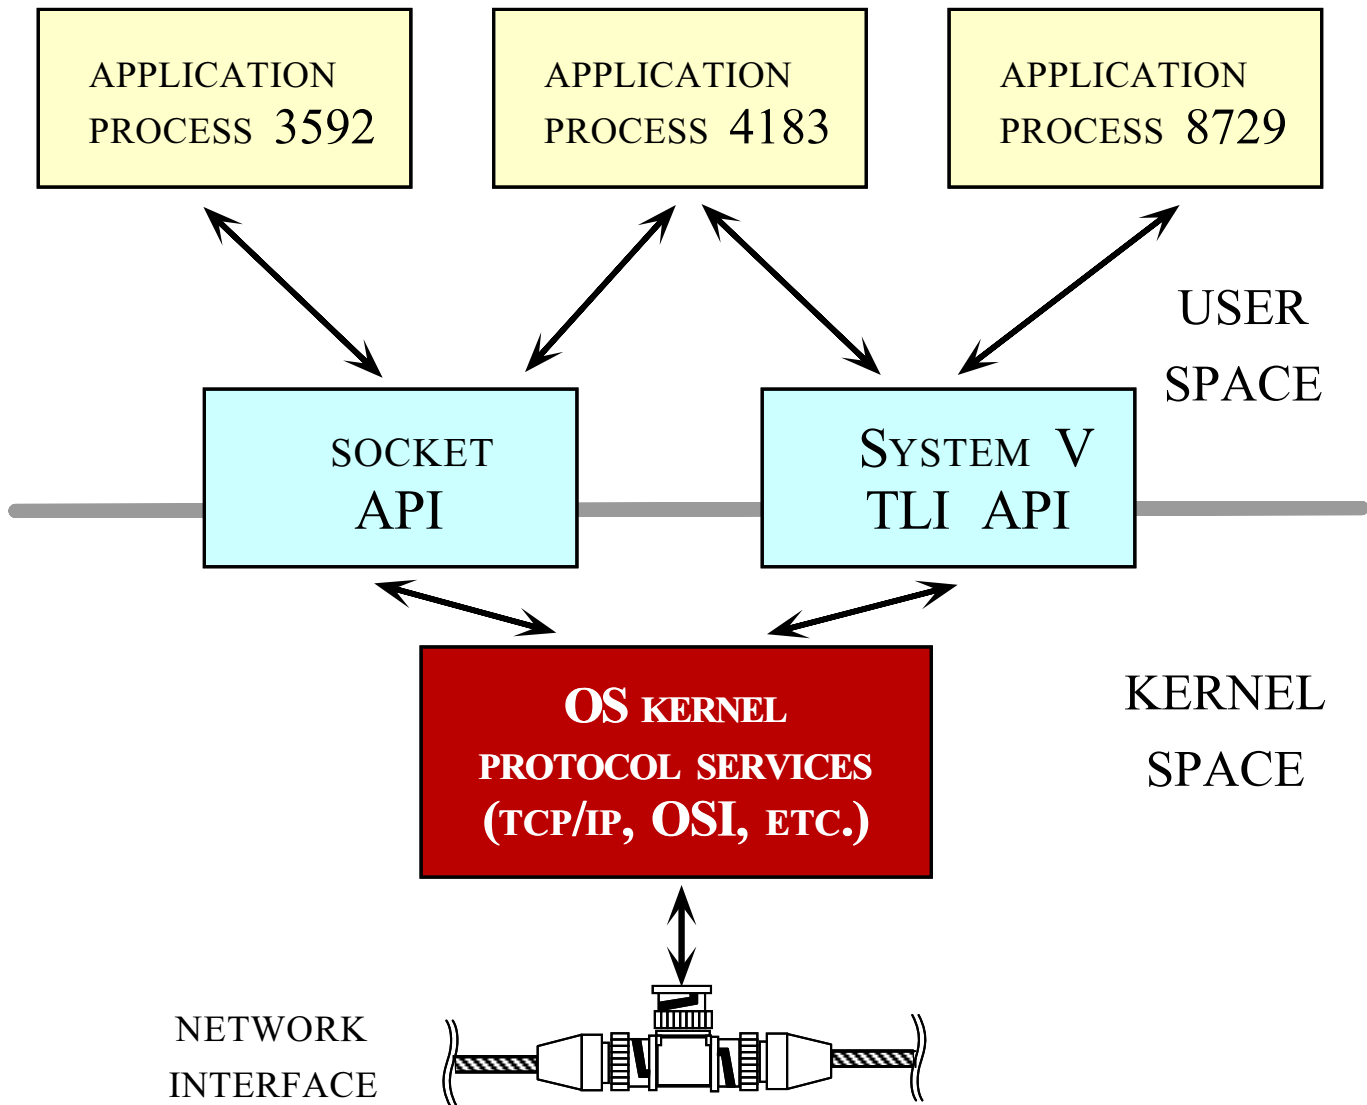 APPLICATION
PROCESS 3592
APPLICATION
PROCESS 4183
APPLICATION
PROCESS 8729
USER
SPACE
SOCKET
API
SYSTEM V
TLI API
OS KERNEL
PROTOCOL SERVICES
(TCP/IP, OSI, ETC.)
KERNEL
SPACE
NETWORK
INTERFACE